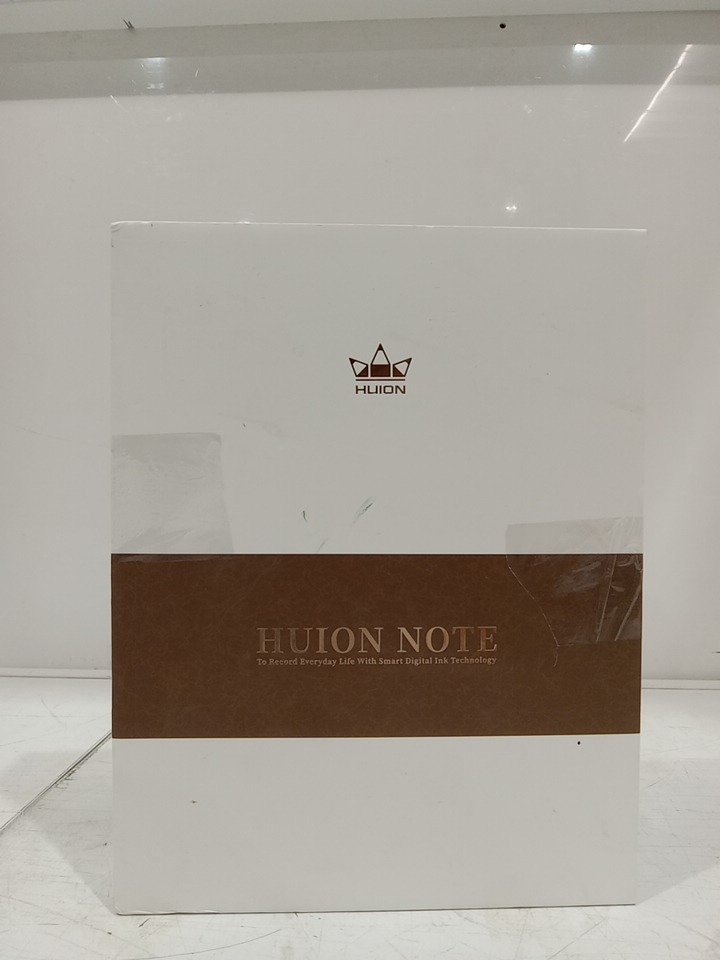 HUION
HUION NOTE
To Record Everyday Life With Smart Digital Ink Technology